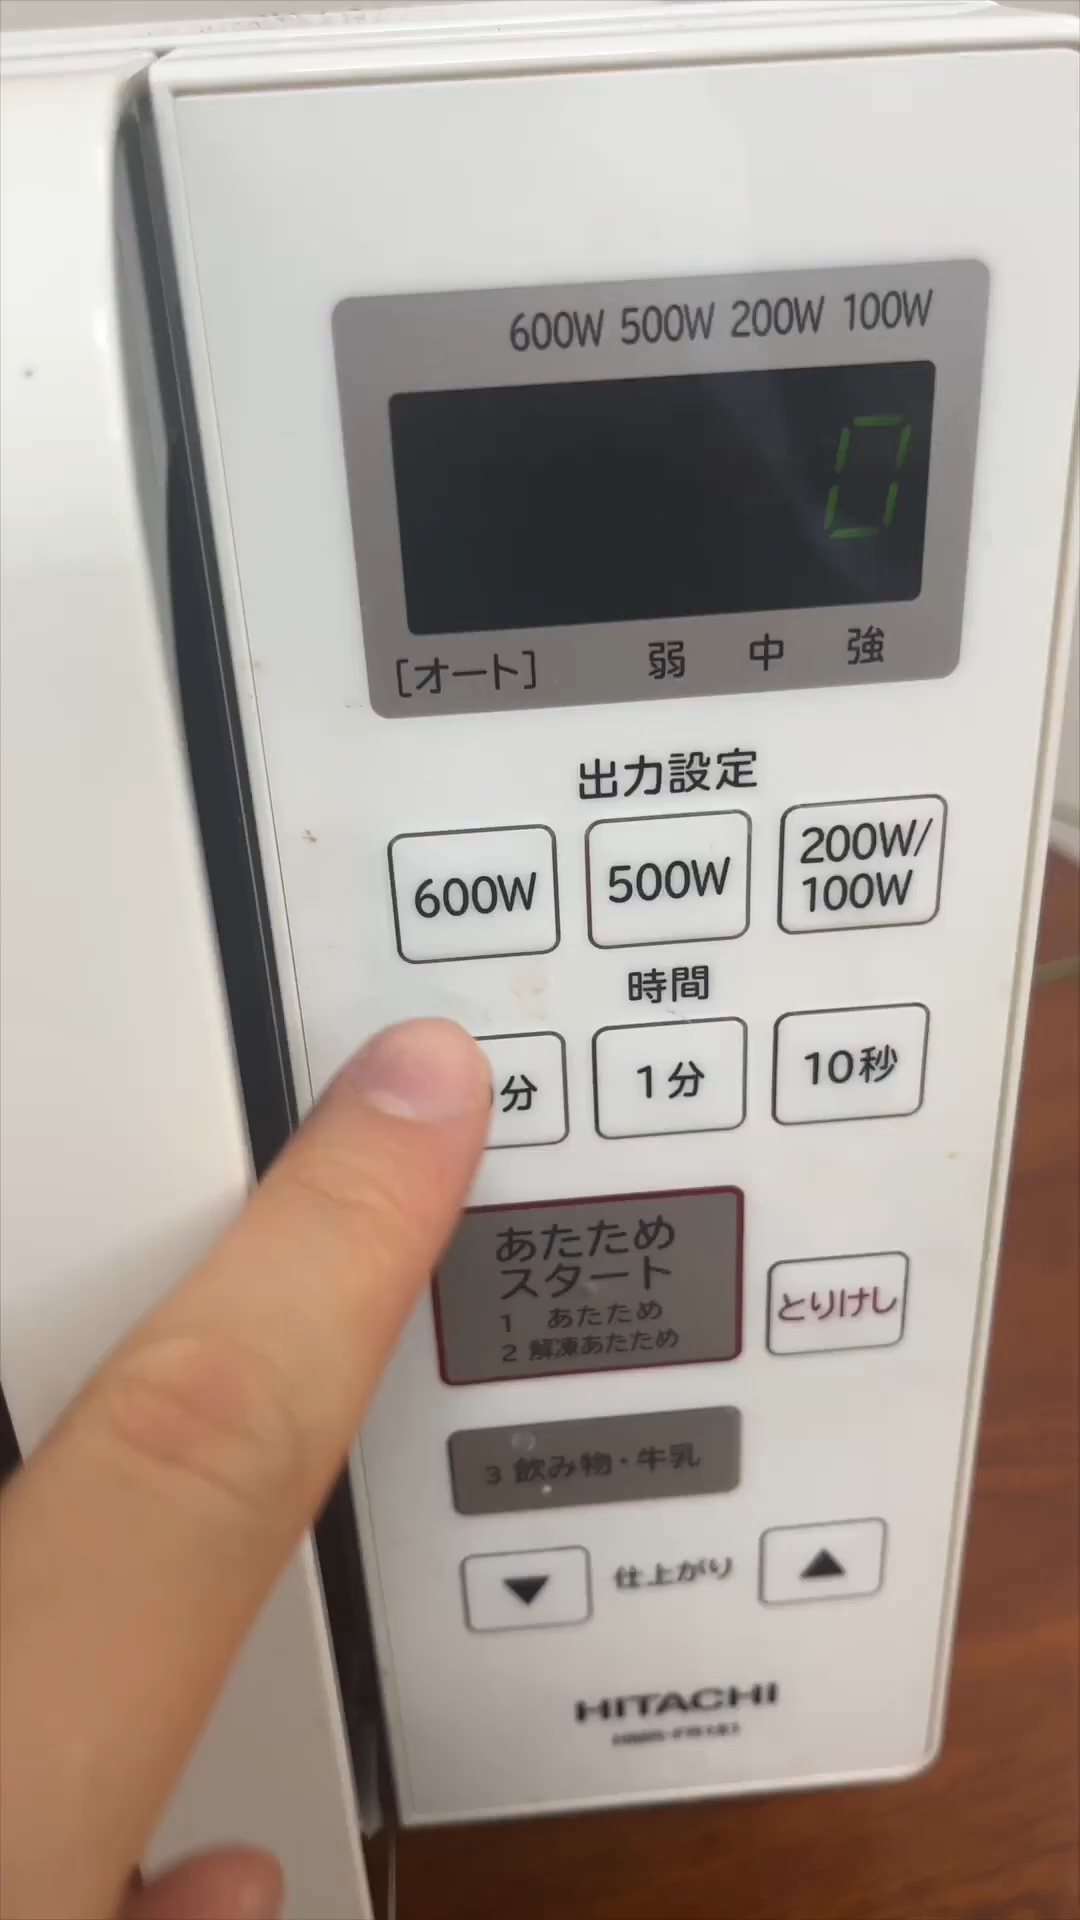 600W 500W 200W 100W
0
[オート] 弱 中 強
出力設定
600W 500W 200W/100W
時間
分 1分 10秒
あたため
スタート
1 あたため
2 解凍あたため
とりけし
3 飲み物・牛乳
▼ 仕上がり ▲
HITACHI